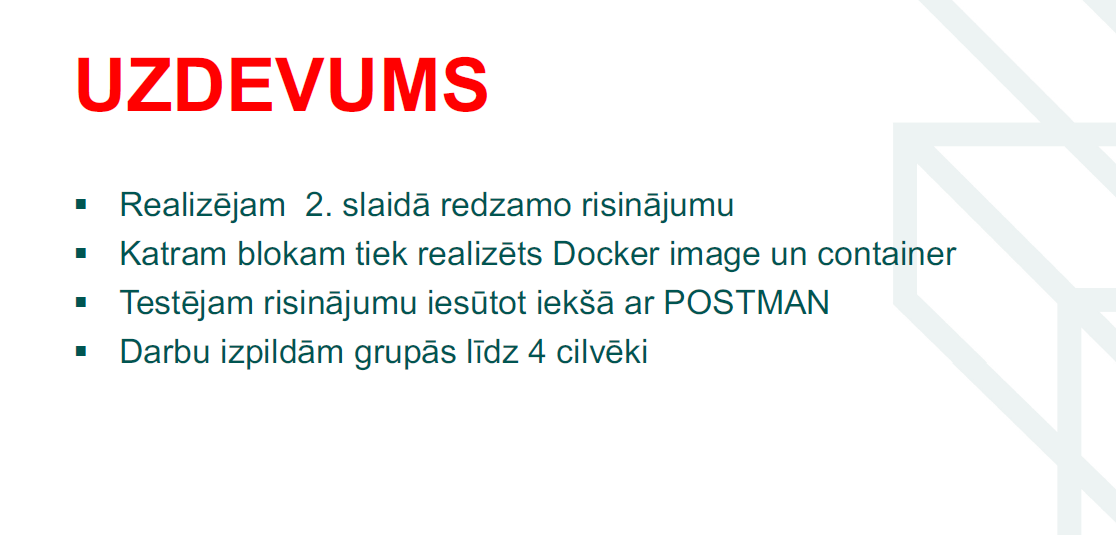 UZDEVUMS
▪ Realizējam 2. slaidā redzamo risinājumu
▪ Katram blokam tiek realizēts Docker image un container
▪ Testējam risinājumu iesūtot iekšā ar POSTMAN
▪ Darbu izpildām grupās līdz 4 cilvēki